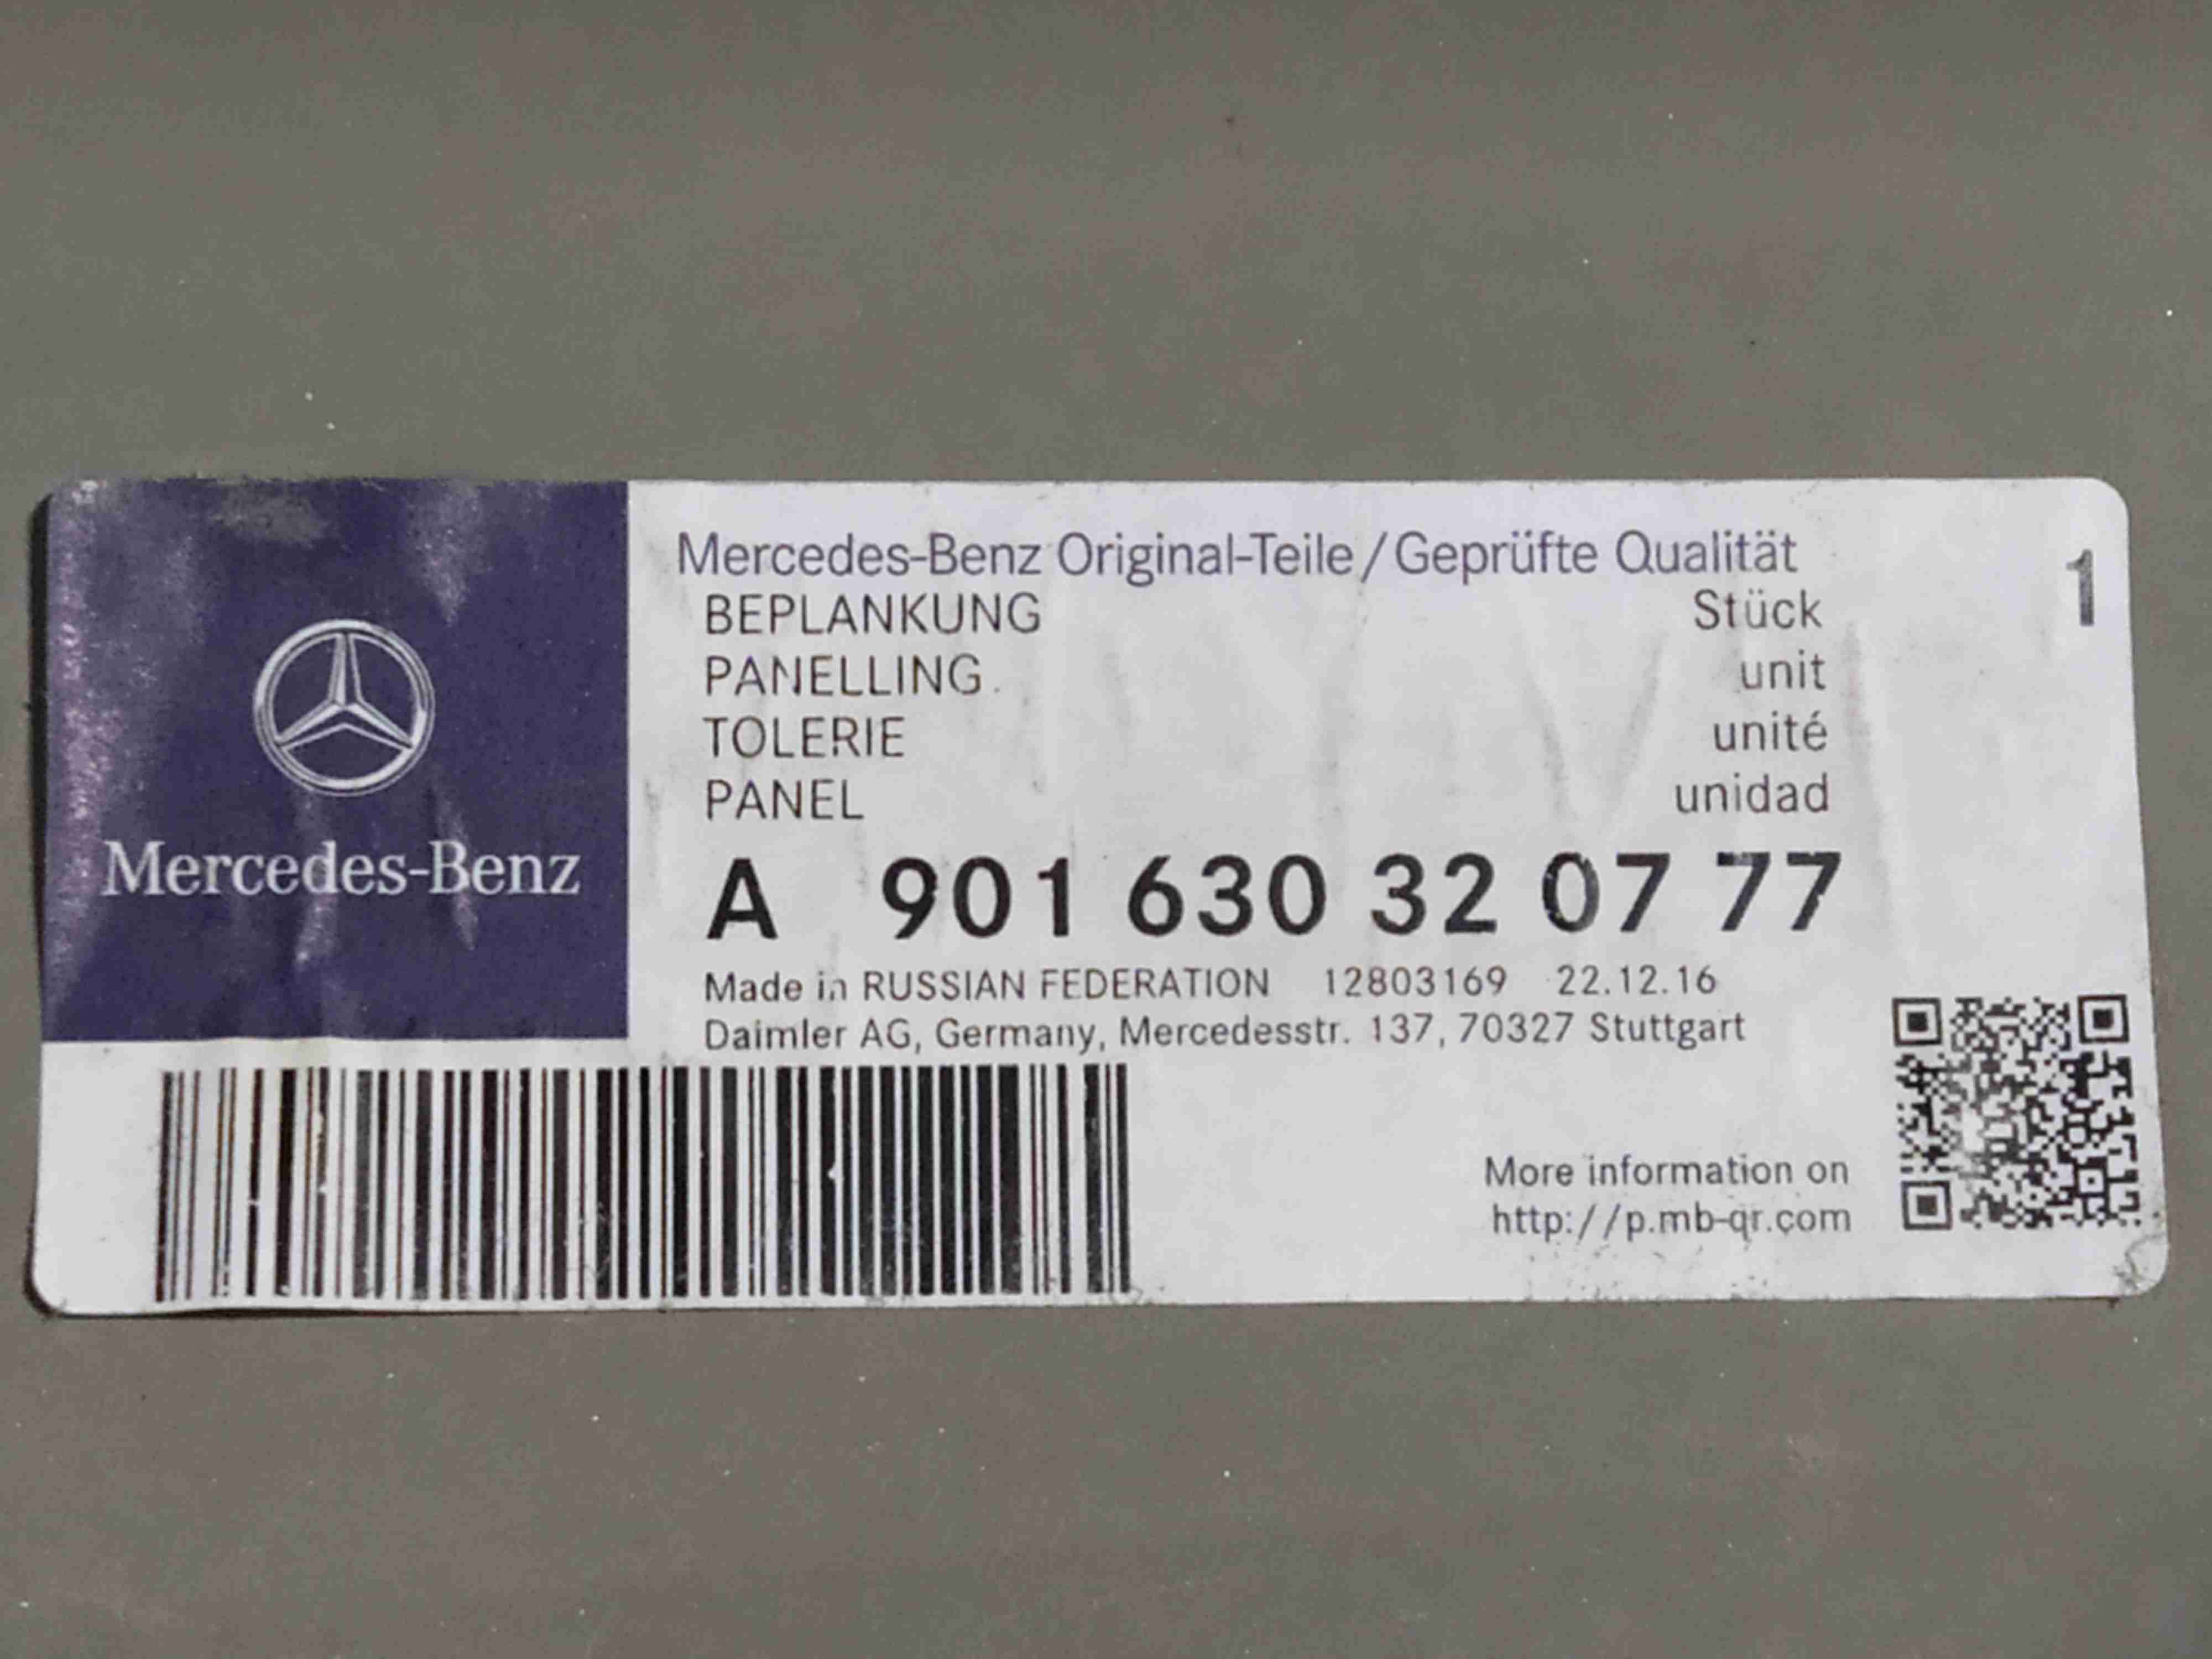 Mercedes-Benz
Mercedes-Benz Original-Teile / Geprüfte Qualität
BEPLANKUNG Stück 1
PANELLING unit
TOLERIE unité
PANEL unidad
A 901 630 32 07 77
Made in RUSSIAN FEDERATION 12803169 22.12.16
Daimler AG, Germany, Mercedesstr. 137, 70327 Stuttgart
More information on
http://p.mb-qr.com